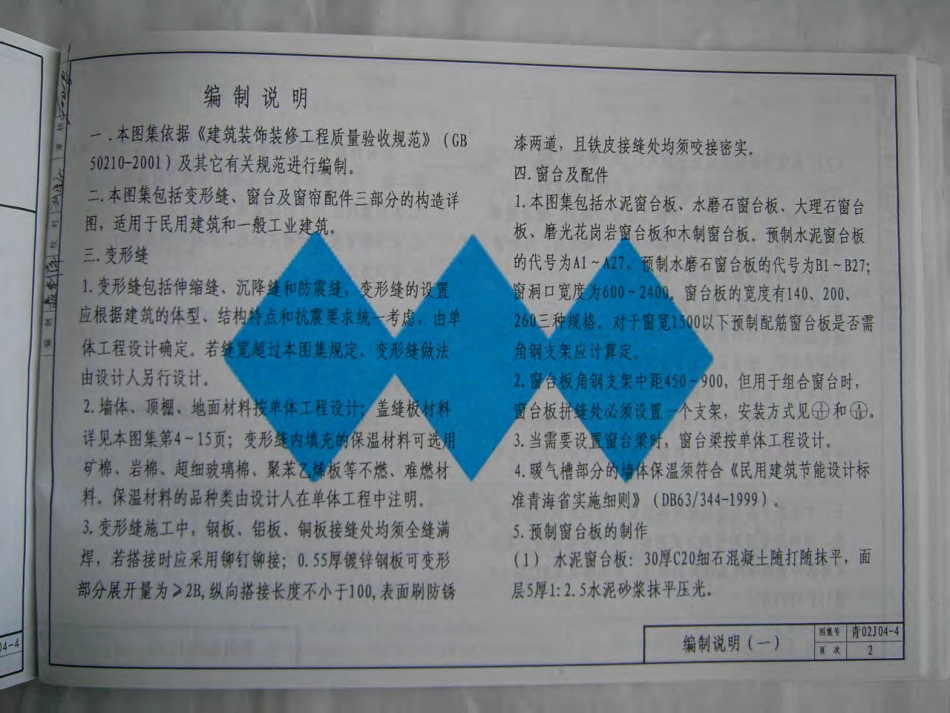 编制说明
一.本图集依据《建筑装饰装修工程质量验收规范》（GB
50210-2001）及其它有关规范进行编制。
二.本图集包括变形缝、窗台及窗帘配件三部分的构造详
图，适用于民用建筑和一般工业建筑。
三.变形缝
1.变形缝包括伸缩缝、沉降缝和防震缝，变形缝的设置
应根据建筑的体型、结构特点和抗震要求统一考虑，由单
体工程设计确定。若缝宽超过本图集规定，变形缝做法
由设计人另行设计。
2.墙体、顶棚、地面材料按单体工程设计；盖缝板材料
详见本图集第4~15页；变形缝内填充的保温材料可选用
矿棉、岩棉、超细玻璃棉、聚苯乙烯板等不燃、难燃材
料。保温材料的品种类由设计人在单体工程中注明。
3.变形缝施工中，钢板、铝板、铜板接缝处均须全缝满
焊，若搭接时应采用铆钉铆接；0.55厚镀锌钢板可变形
部分展开量为≥2B,纵向搭接长度不小于100,表面刷防锈
漆两道，且铁皮接缝处均须咬接密实。
四.窗台及配件
1.本图集包括水泥窗台板、水磨石窗台板、大理石窗台
板、磨光花岗岩窗台板和木制窗台板。预制水泥窗台板
的代号为A1~A27，预制水磨石窗台板的代号为B1~B27;
窗洞口宽度为600~2400。窗台板的宽度有140、200、
260三种规格。对于窗宽1500以下预制配筋窗台板是否需
角钢支架应计算定。
2.窗台板角钢支架中距450~900，但用于组合窗台时，
窗台板拼缝处必须设置一个支架，安装方式见和。
3.当需要设置窗台梁时，窗台梁按单体工程设计。
4.暖气槽部分的墙体保温须符合《民用建筑节能设计标
准青海省实施细则》（DB63/344-1999）。
5.预制窗台板的制作
(1) 水泥窗台板：30厚C20细石混凝土随打随抹平，面
层5厚1:2.5水泥砂浆抹平压光。
编制说明（一）
图集号 青02J04-4
页次 2
04-4